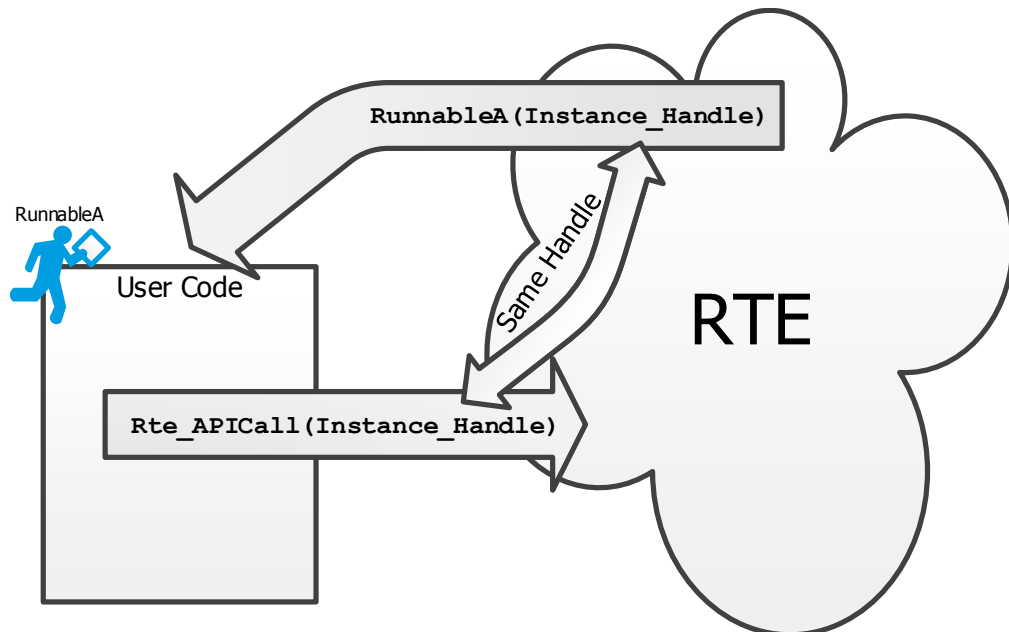 RunnableA(Instance_Handle)
RunnableA
User Code
Same Handle
RTE
Rte_APICall(Instance_Handle)